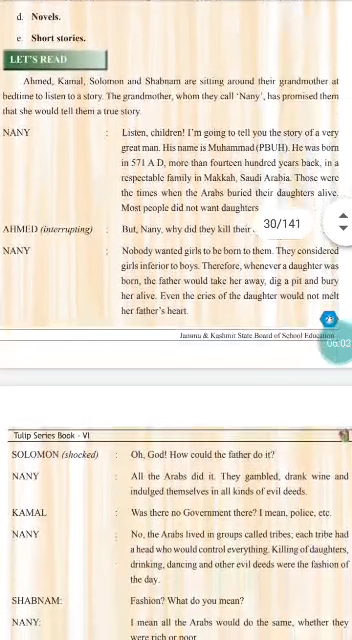 d. Novels.
e. Short stories.
LET'S READ
Ahmed, Kamal, Solomon and Shabnam are sitting around their grandmother at
bedtime to listen to a story. The grandmother, whom they call 'Nany', has promised them
that she would tell them a true story.
NANY : Listen, children! I'm going to tell you the story of a very
great man. His name is Muhammad (PBUH). He was born
in 571 A D, more than fourteen hundred years back, in a
respectable family in Makkah, Saudi Arabia. Those were
the times when the Arabs buried their daughters alive.
Most people did not want daughters
AHMED (interrupting) : But, Nany, why did they kill their
30/141
NANY : Nobody wanted girls to be born to them. They considered
girls inferior to boys. Therefore, whenever a daughter was
born, the father would take her away, dig a pit and bury
her alive. Even the cries of the daughter would not melt
her father's heart.
Jammu & Kashmir State Board of School Education
06:02
Tulip Series Book - VI
SOLOMON (shocked) : Oh, God! How could the father do it?
NANY : All the Arabs did it. They gambled, drank wine and
indulged themselves in all kinds of evil deeds.
KAMAL : Was there no Government there? I mean, police, etc.
NANY : No, the Arabs lived in groups called tribes, each tribe had
a head who would control everything. Killing of daughters,
drinking, dancing and other evil deeds were the fashion of
the day.
SHABNAM: Fashion? What do you mean?
NANY: I mean all the Arabs would do the same, whether they
were rich or poor